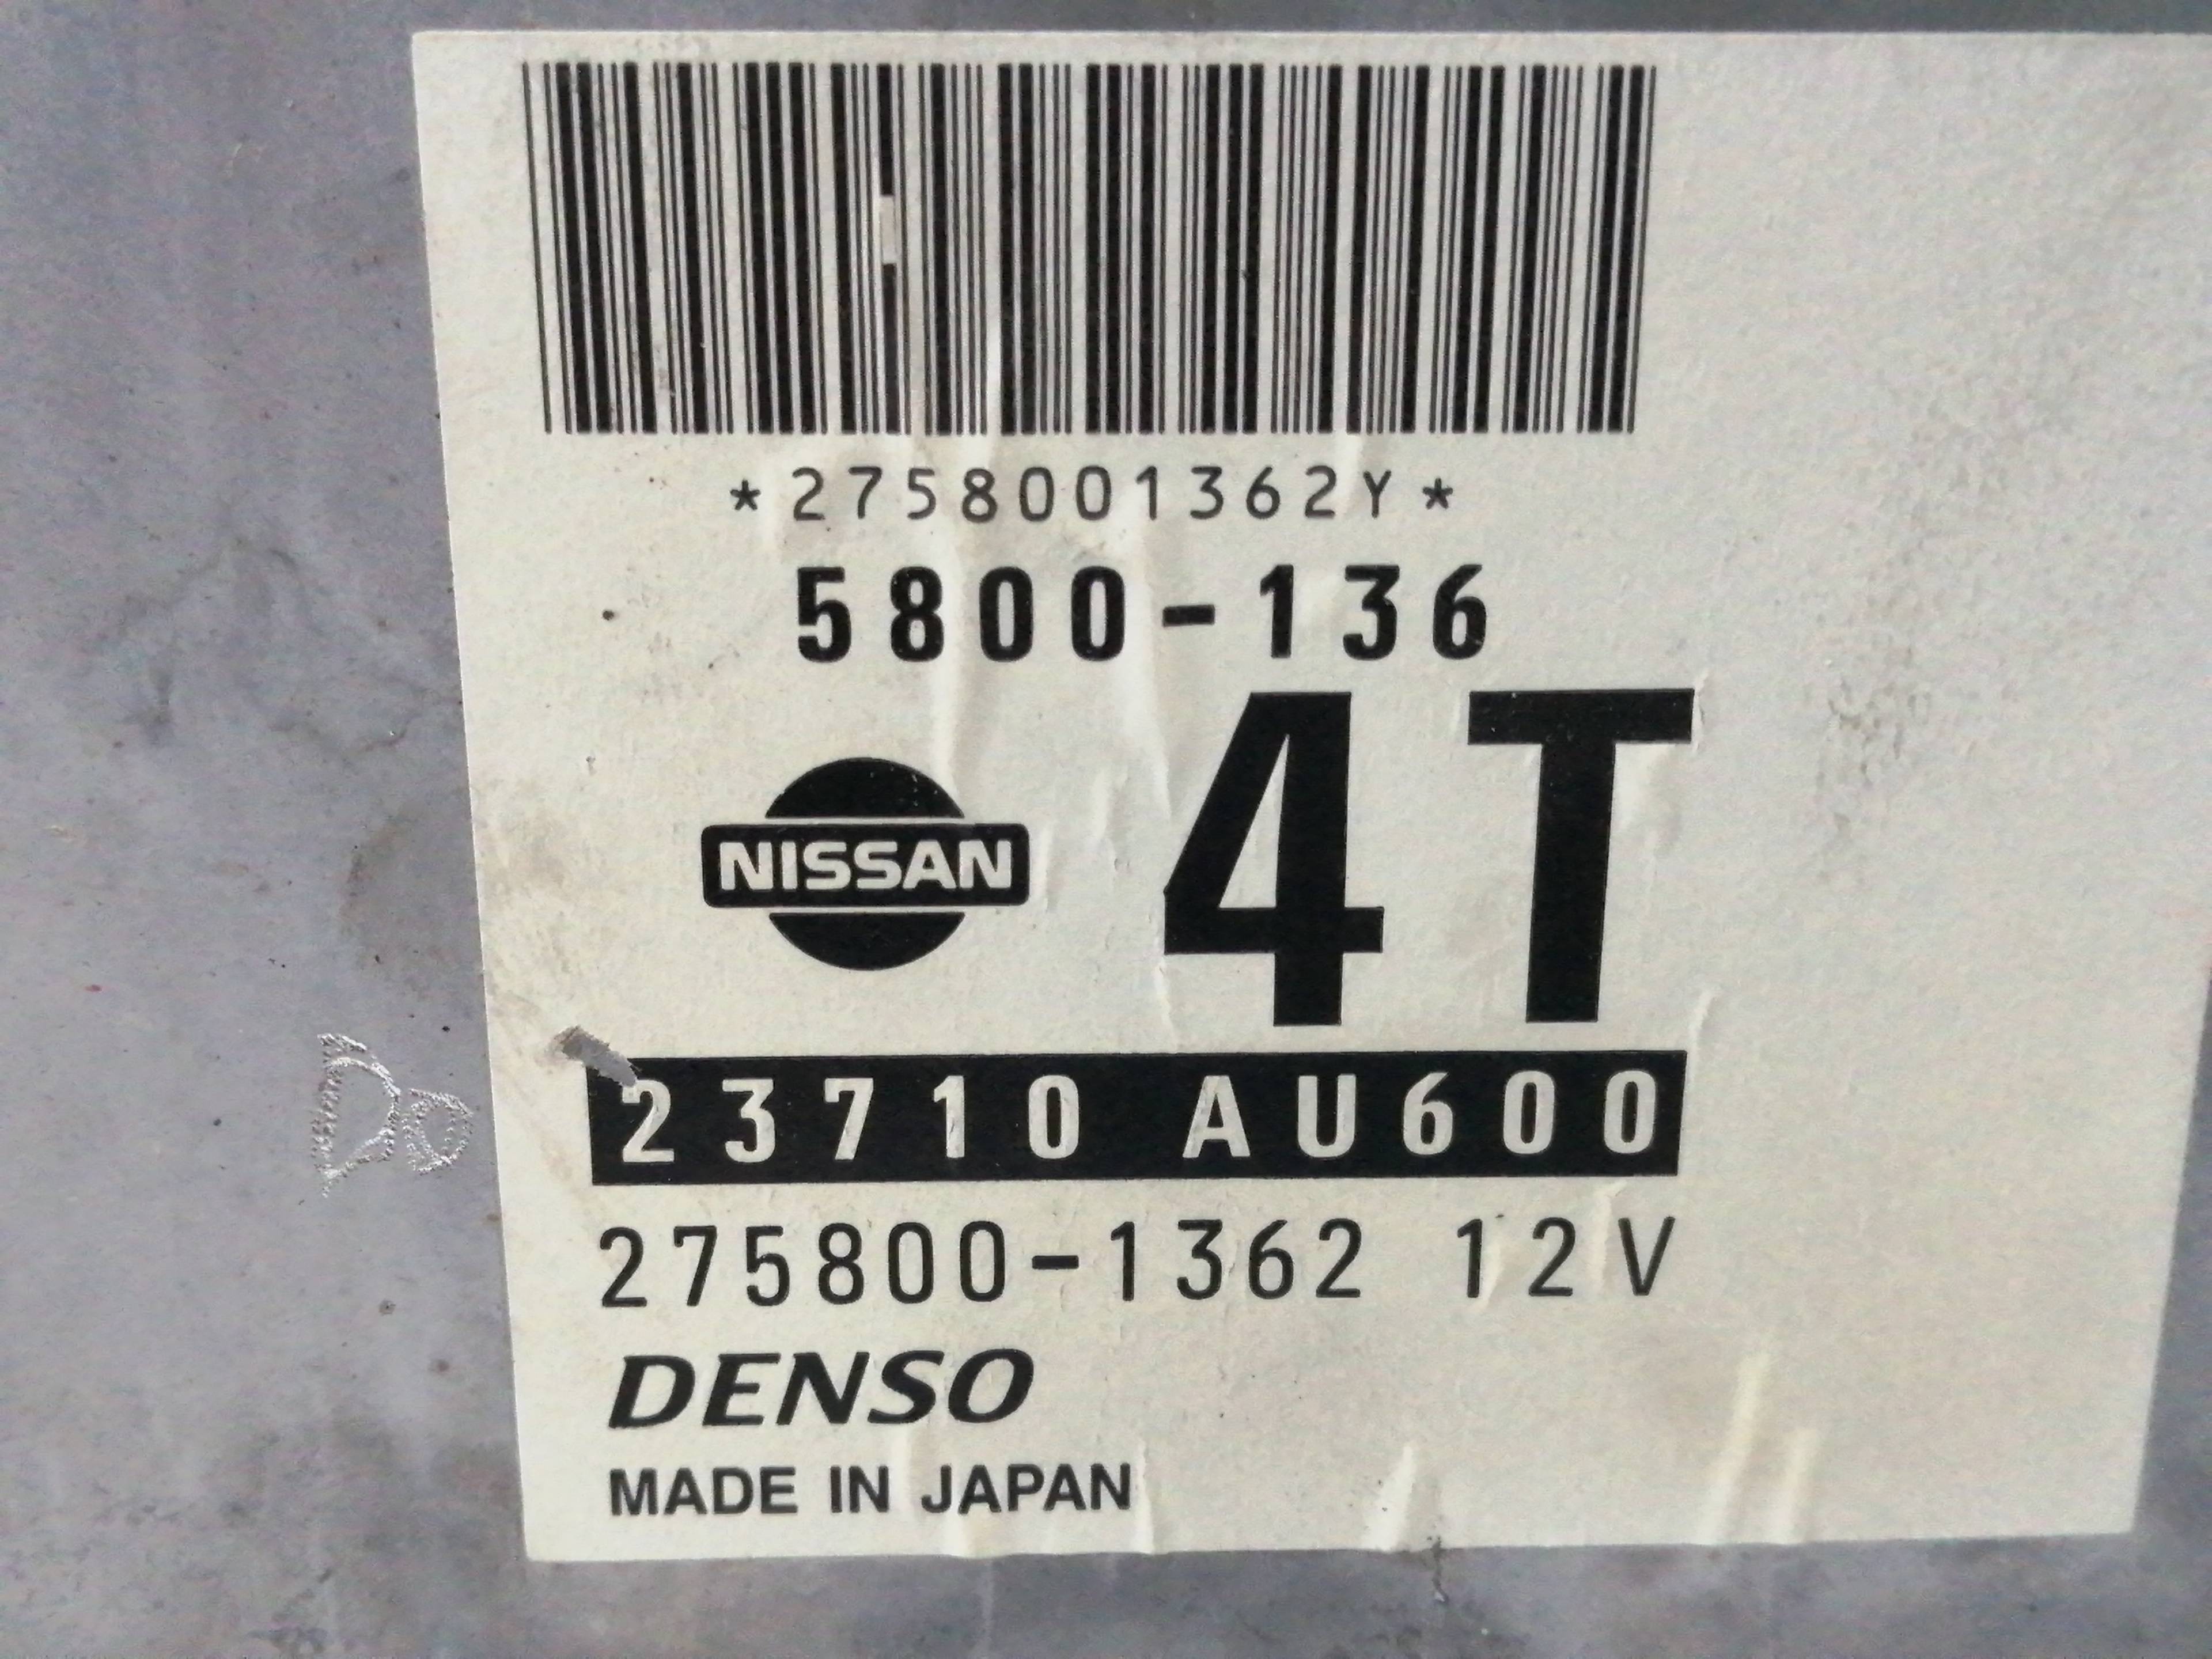 *2758001362Y*
5800-136
NISSAN 4T
23710 AU600
275800-1362 12V
DENSO
MADE IN JAPAN